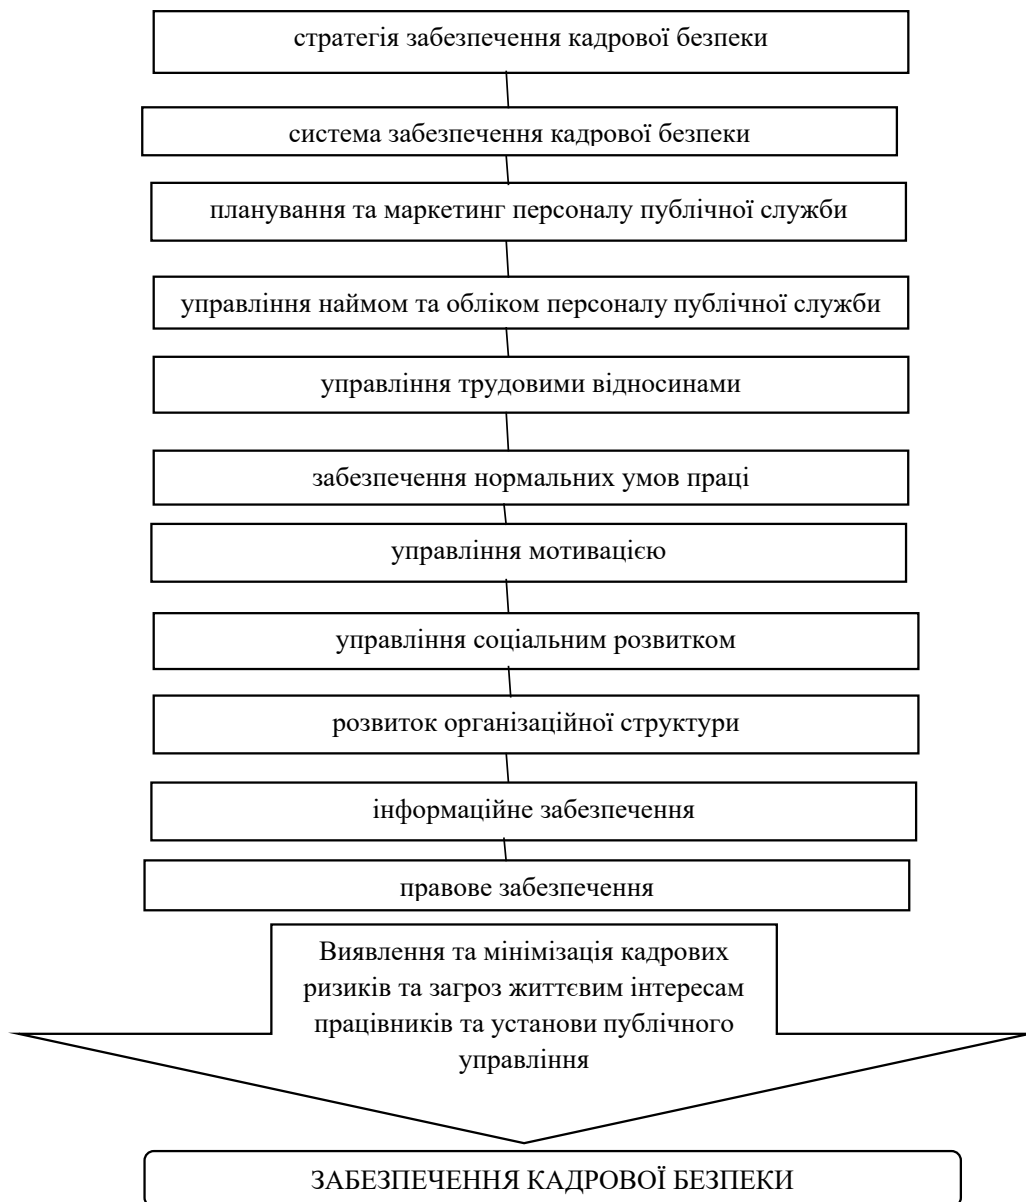 стратегія забезпечення кадрової безпеки
система забезпечення кадрової безпеки
планування та маркетинг персоналу публічної служби
управління наймом та обліком персоналу публічної служби
управління трудовими відносинами
забезпечення нормальних умов праці
управління мотивацією
управління соціальним розвитком
розвиток організаційної структури
інформаційне забезпечення
правове забезпечення
Виявлення та мінімізація кадрових
ризиків та загроз життєвим інтересам
працівників та установи публічного
управління
ЗАБЕЗПЕЧЕННЯ КАДРОВОЇ БЕЗПЕКИ